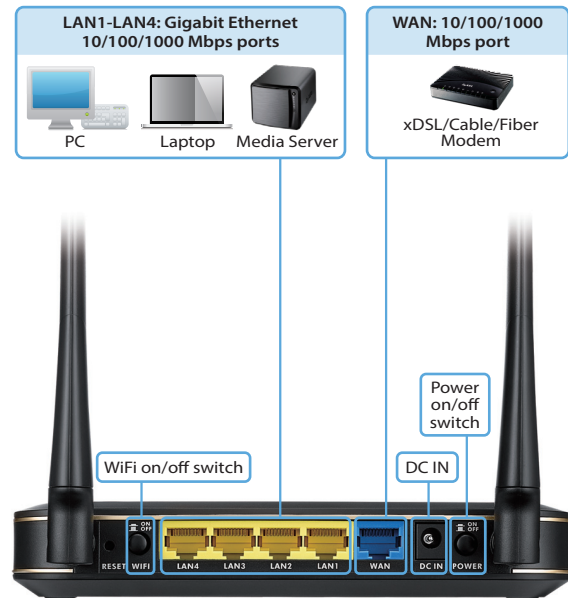 LAN1-LAN4: Gigabit Ethernet
10/100/1000 Mbps ports
PC
Laptop
Media Server
WAN: 10/100/1000
Mbps port
xDSL/Cable/Fiber
Modem
Power
on/off
switch
WiFi on/off switch
DC IN
ON
OFF
ON
OFF
RESET
WIFI
LAN4
LAN3
LAN2
LAN1
WAN
DC IN
POWER